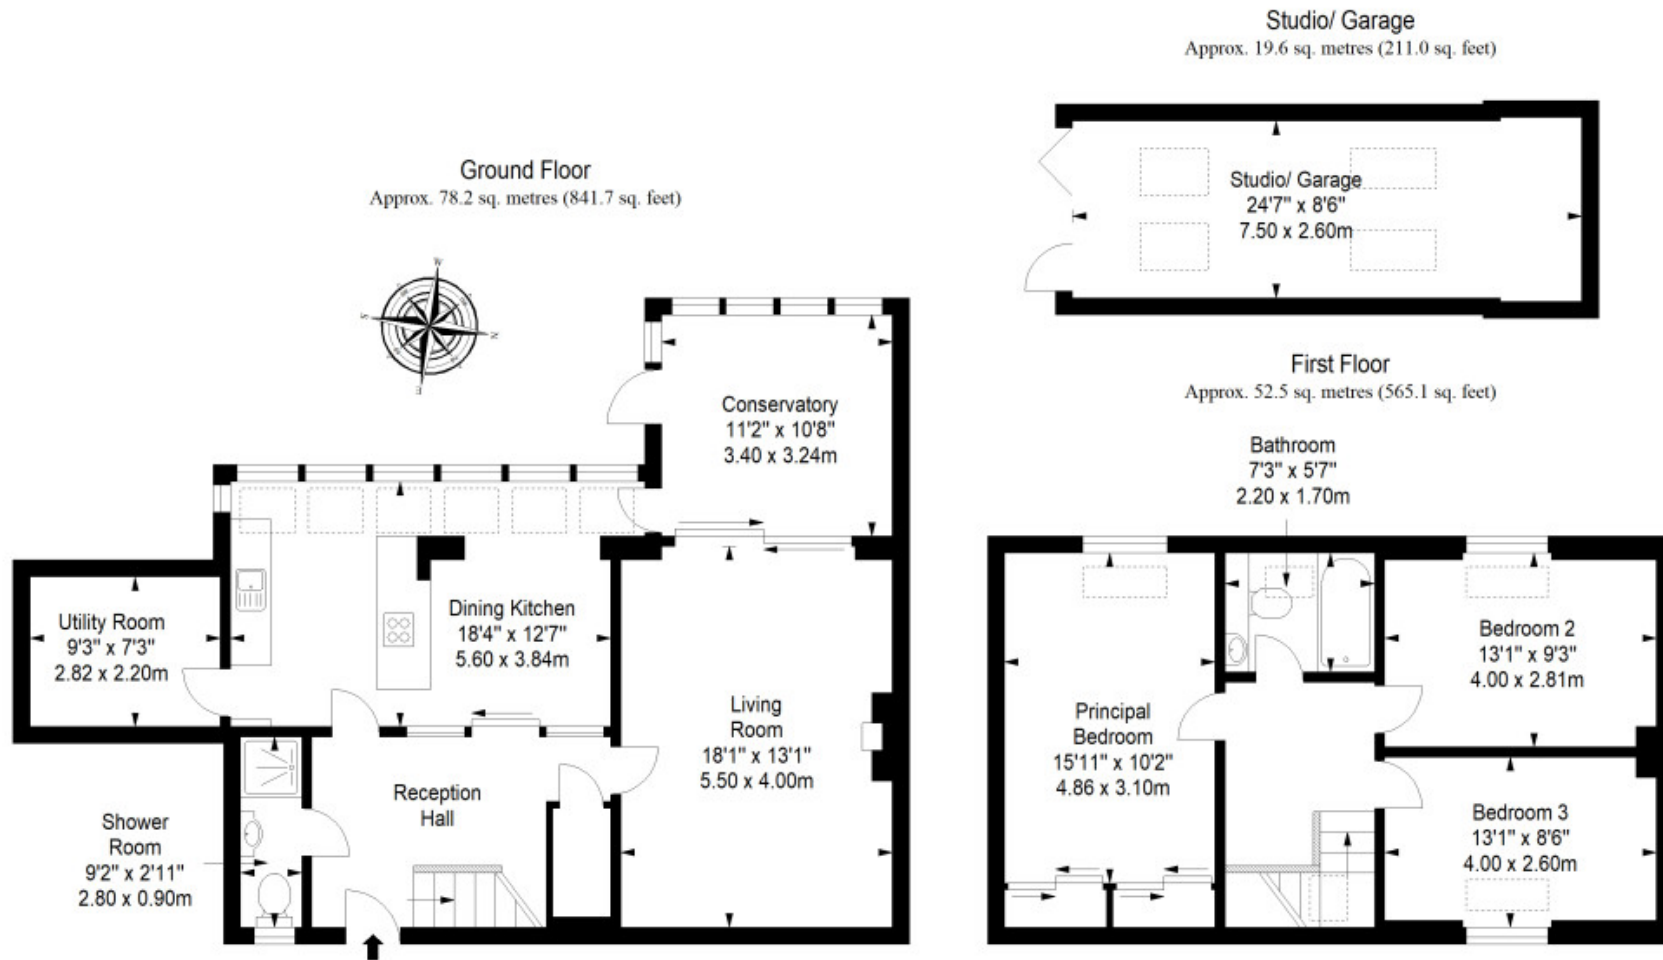 Studio/ Garage
Approx. 19.6 sq. metres (211.0 sq. feet)
Studio/ Garage
24'7" x 8'6"
7.50 x 2.60m
Ground Floor
Approx. 78.2 sq. metres (841.7 sq. feet)
W
S
N
E
Conservatory
11'2" x 10'8"
3.40 x 3.24m
Utility Room
9'3" x 7'3"
2.82 x 2.20m
Dining Kitchen
18'4" x 12'7"
5.60 x 3.84m
Living
Room
18'1" x 13'1"
5.50 x 4.00m
Reception
Hall
Shower
Room
9'2" x 2'11"
2.80 x 0.90m
First Floor
Approx. 52.5 sq. metres (565.1 sq. feet)
Bathroom
7'3" x 5'7"
2.20 x 1.70m
Bedroom 2
13'1" x 9'3"
4.00 x 2.81m
Principal
Bedroom
15'11" x 10'2"
4.86 x 3.10m
Bedroom 3
13'1" x 8'6"
4.00 x 2.60m